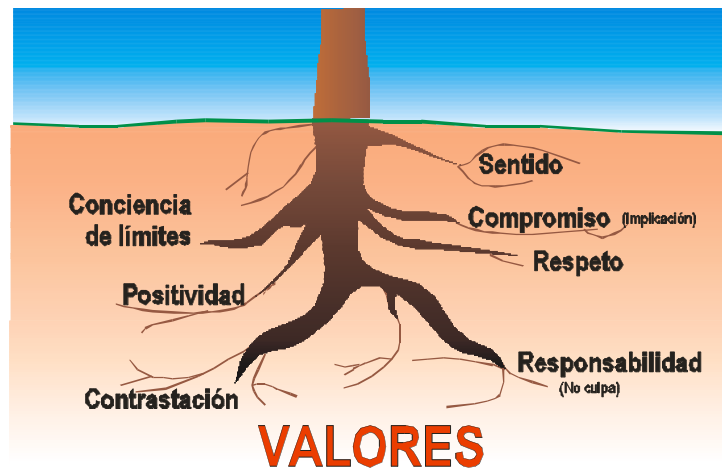 Sentido
Conciencia
de límites
Compromiso (Implicación)
Respeto
Positividad
Responsabilidad
(No culpa)
Contrastación
VALORES